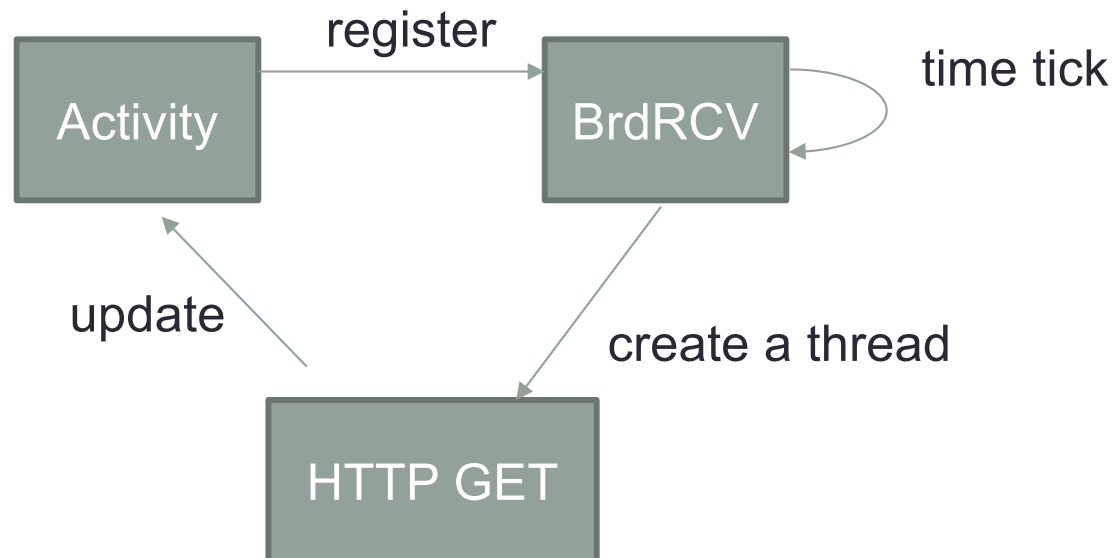 register
time tick
Activity
BrdRCV
update
create a thread
HTTP GET